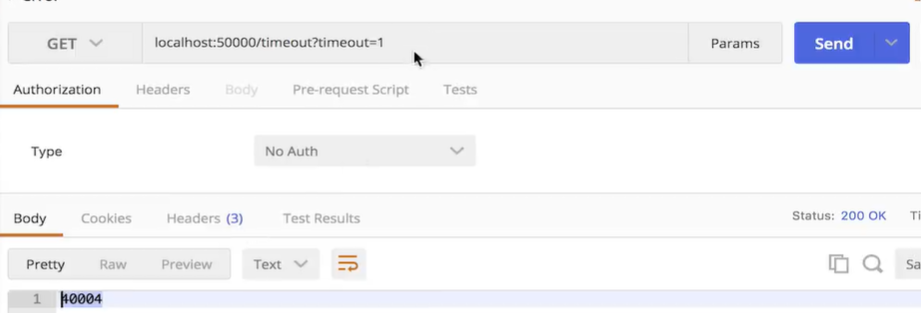 GET localhost:50000/timeout?timeout=1 Params Send
Authorization Headers Body Pre-request Script Tests
Type No Auth
Body Cookies Headers (3) Test Results Status: 200 OK
Pretty Raw Preview Text
1 40004